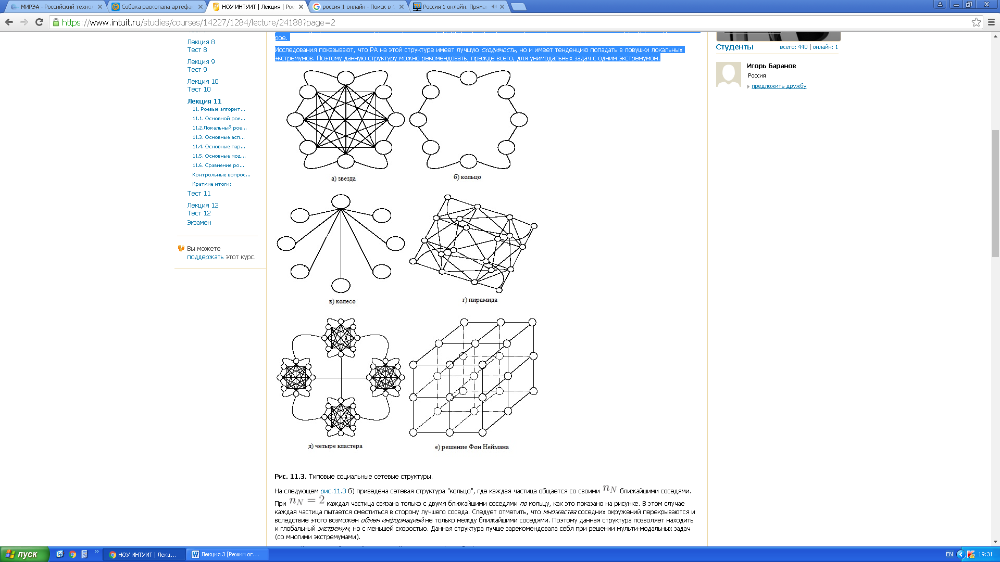 МИРЭА - Российский технол
Собака раскопала артефак
НОУ ИНТУИТ | Лекция | Рое
россия 1 онлайн - Поиск в
Россия 1 онлайн. Прямая
https://www.intuit.ru/studies/courses/14227/1284/lecture/24188?page=2
Лекция 8
Тест 8
Лекция 9
Тест 9
Лекция 10
Тест 10
Лекция 11
11. Роевые алгорит...
11.1. Основной рое...
11.2.Локальный рое...
11.3. Основные асп...
11.4. Основные пар...
11.5. Основные мод...
11.6. Сравнение ро...
Контрольные вопрос...
Краткие итоги:
Тест 11
Лекция 12
Тест 12
Экзамен
Вы можете
поддержать этот курс.
рое.
Исследования показывают, что РА на этой структуре имеет лучшую сходимость, но и имеет тенденцию попадать в ловушки локальных
экстремумов. Поэтому данную структуру можно рекомендовать, прежде всего, для унимодальных задач с одним экстремумом.
а) звезда
б) кольцо
в) колесо
г) пирамида
д) четыре кластера
е) решение Фон Неймана
Рис. 11.3. Типовые социальные сетевые структуры.
На следующем рис.11.3 б) приведена сетевая структура "кольцо", где каждая частица общается со своими n_N ближайшими соседями.
При n_N = 2 каждая частица связана только с двумя ближайшими соседями по кольцу, как это показано на рисунке. В этом случае
каждая частица пытается сместиться в сторону лучшего соседа. Следует отметить, что множества соседних окружений перекрываются и
вследствие этого возможен обмен информацией не только между ближайшими соседями. Поэтому данная структура позволяет находить
и глобальный экстремум, но с меньшей скоростью. Данная структура лучше зарекомендовала себя при решении мульти-модальных задач
(со многими экстремумами).
Студенты
всего: 440 | онлайн: 1
Игорь Баранов
Россия
предложить дружбу
пуск
НОУ ИНТУИТ | Лекц...
Лекция 3 [Режим ог...
EN
19:31